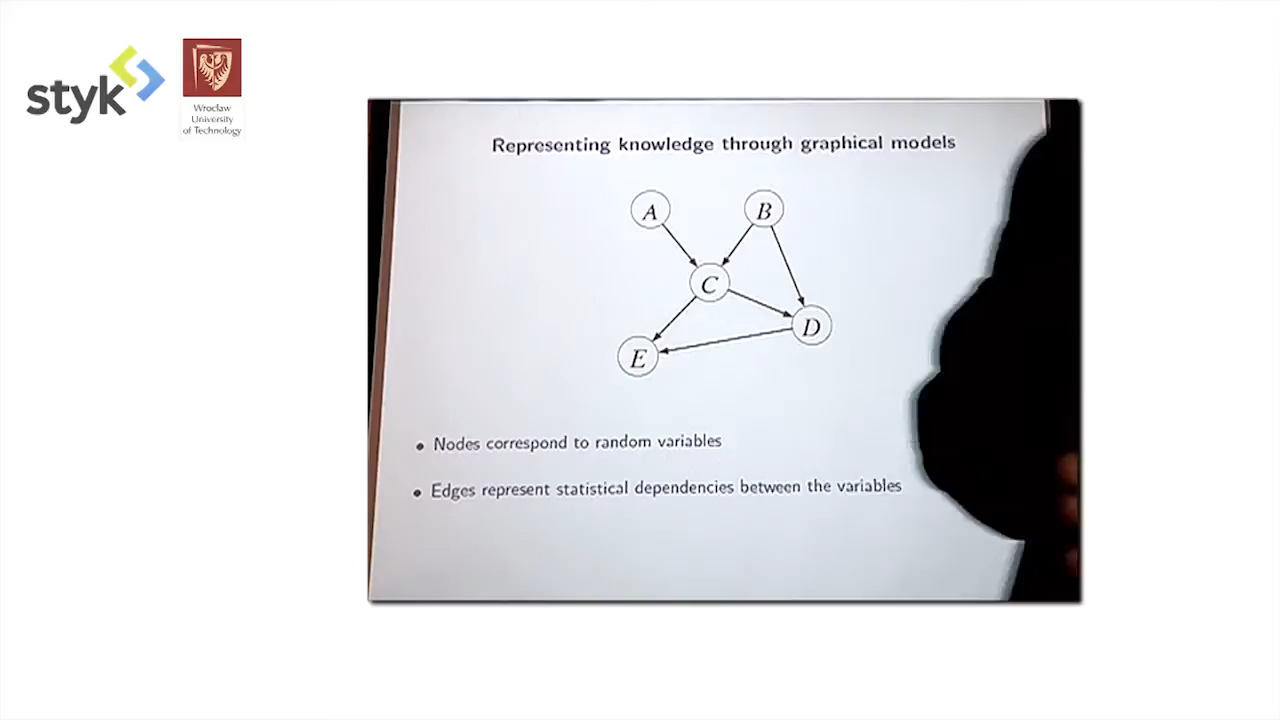 styk
Wrocław
University
of Technology
Representing knowledge through graphical models
A
B
C
D
E
• Nodes correspond to random variables
• Edges represent statistical dependencies between the variables